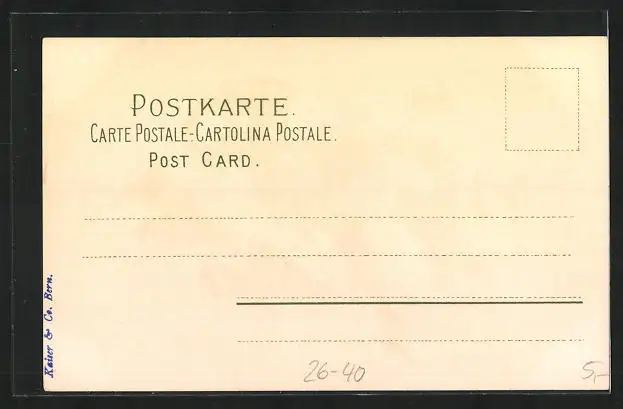 POSTKARTE.
CARTE POSTALE-CARTOLINA POSTALE.
POST CARD.
Kaiser & Co. Bern.
26-40
5,-